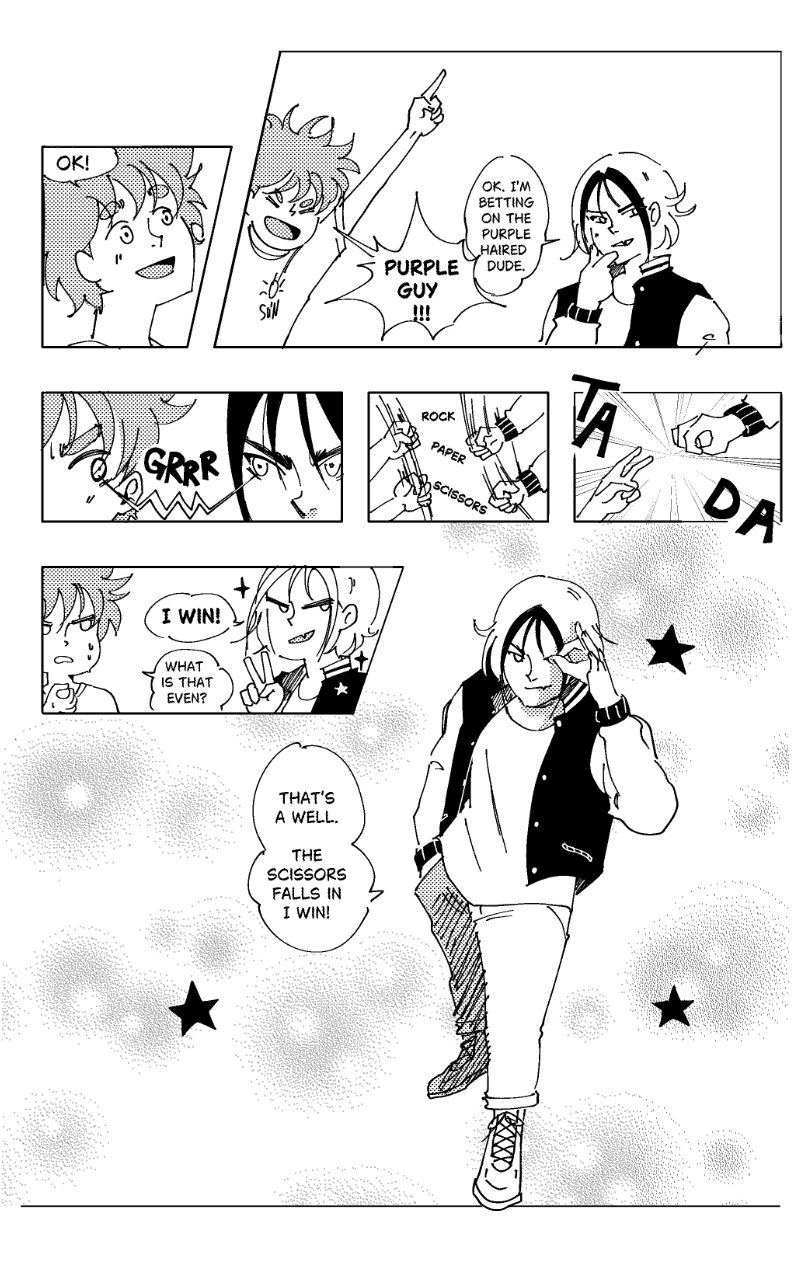 OK!
SUN
PURPLE
GUY
!!!
OK. I'M
BETTING
ON THE
PURPLE
HAIRED
DUDE.
GRRR
ROCK
PAPER
SCISSORS
TA
DA
I WIN!
WHAT
IS THAT
EVEN?
THAT'S
A WELL.
THE
SCISSORS
FALLS IN
I WIN!